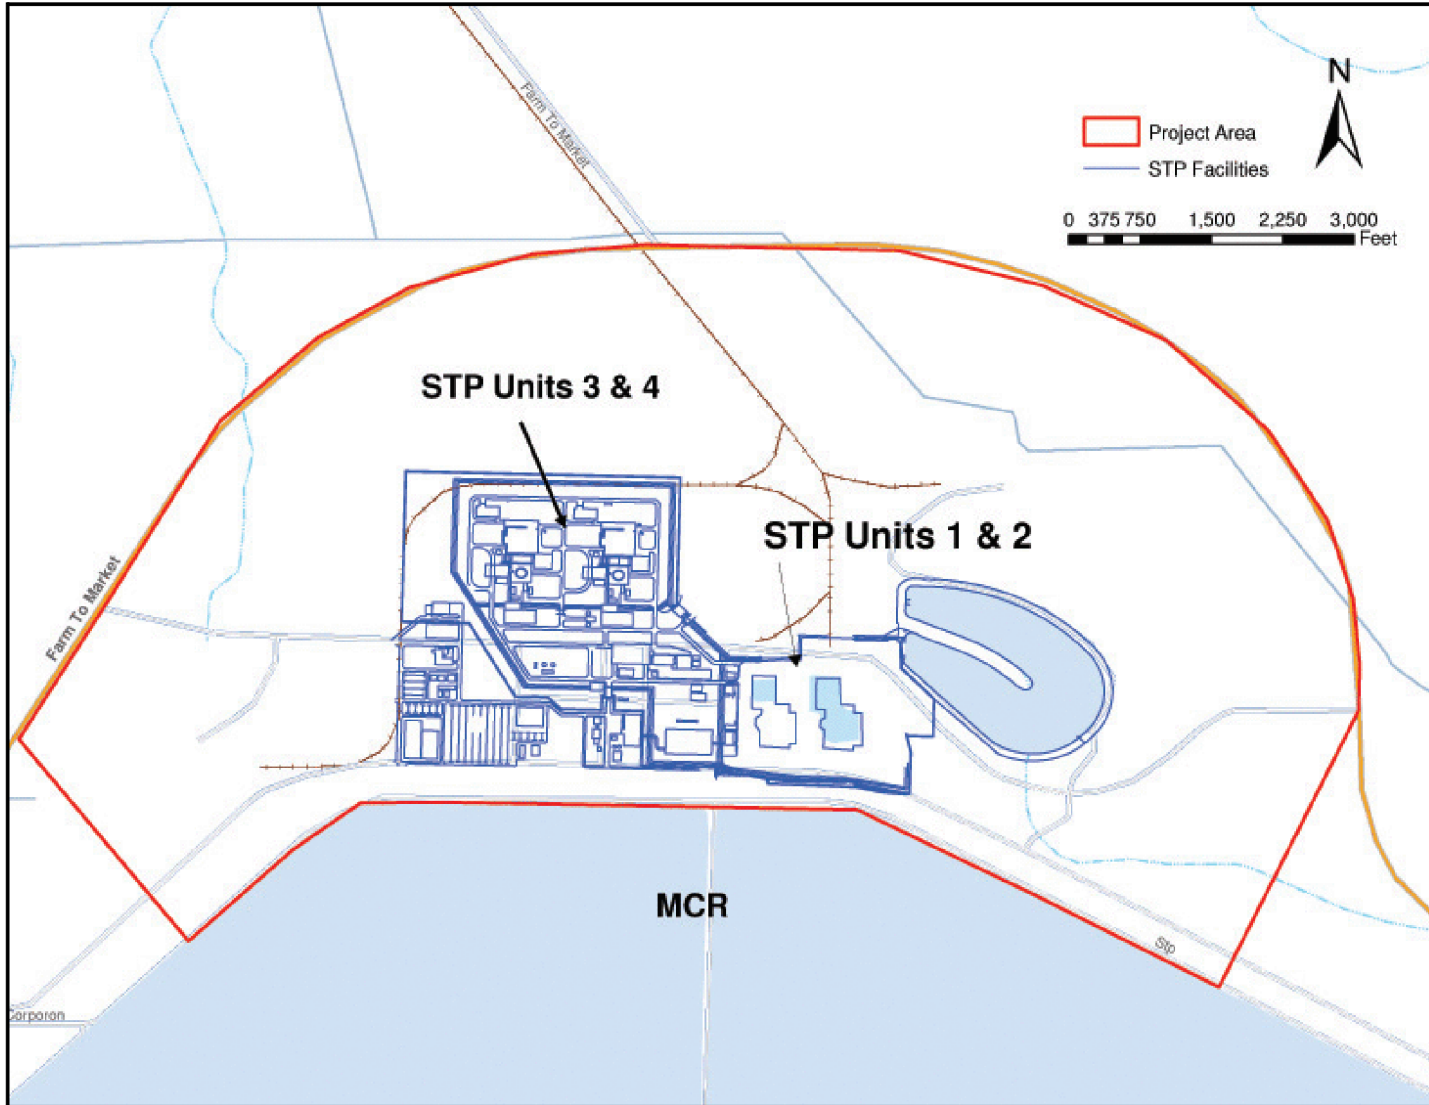 Farm To Market
N
Project Area
STP Facilities
0 375 750 1,500 2,250 3,000
Feet
STP Units 3 & 4
STP Units 1 & 2
Farm To Market
MCR
Stp
Corporon